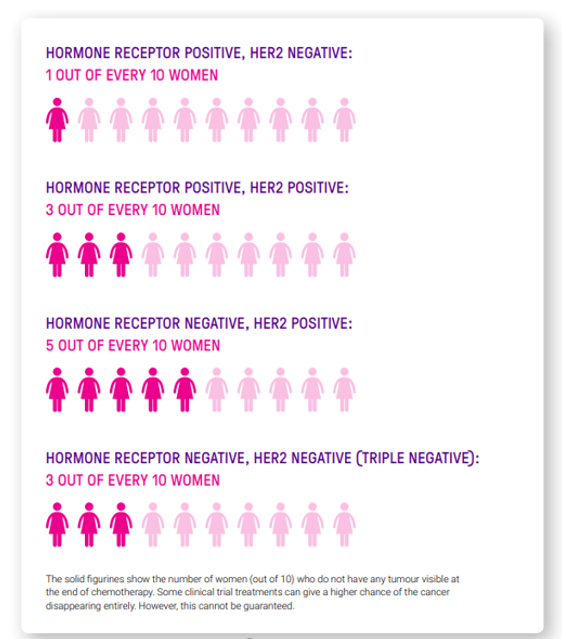 HORMONE RECEPTOR POSITIVE, HER2 NEGATIVE:
1 OUT OF EVERY 10 WOMEN
HORMONE RECEPTOR POSITIVE, HER2 POSITIVE:
3 OUT OF EVERY 10 WOMEN
HORMONE RECEPTOR NEGATIVE, HER2 POSITIVE:
5 OUT OF EVERY 10 WOMEN
HORMONE RECEPTOR NEGATIVE, HER2 NEGATIVE (TRIPLE NEGATIVE):
3 OUT OF EVERY 10 WOMEN
The solid figurines show the number of women (out of 10) who do not have any tumour visible at
the end of chemotherapy. Some clinical trial treatments can give a higher chance of the cancer
disappearing entirely. However, this cannot be guaranteed.